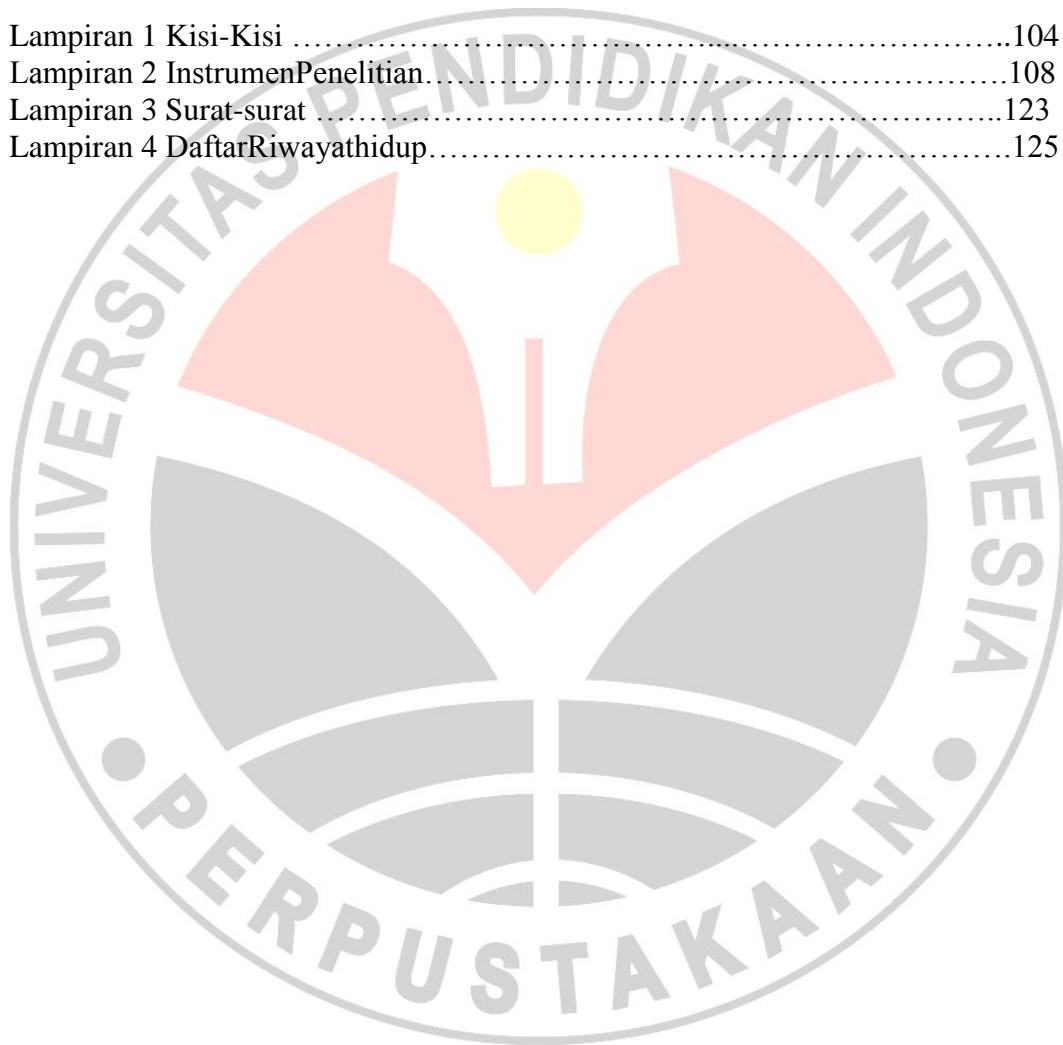 Lampiran 1 Kisi-Kisi …………………………………....………………………..104
Lampiran 2 InstrumenPenelitian……………………………………………….108
Lampiran 3 Surat-surat ………………………………………………………..123
Lampiran 4 DaftarRiwayathidup……………………………………………….125
UNIVERSITAS PENDIDIKAN INDONESIA
PERPUSTAKAAN